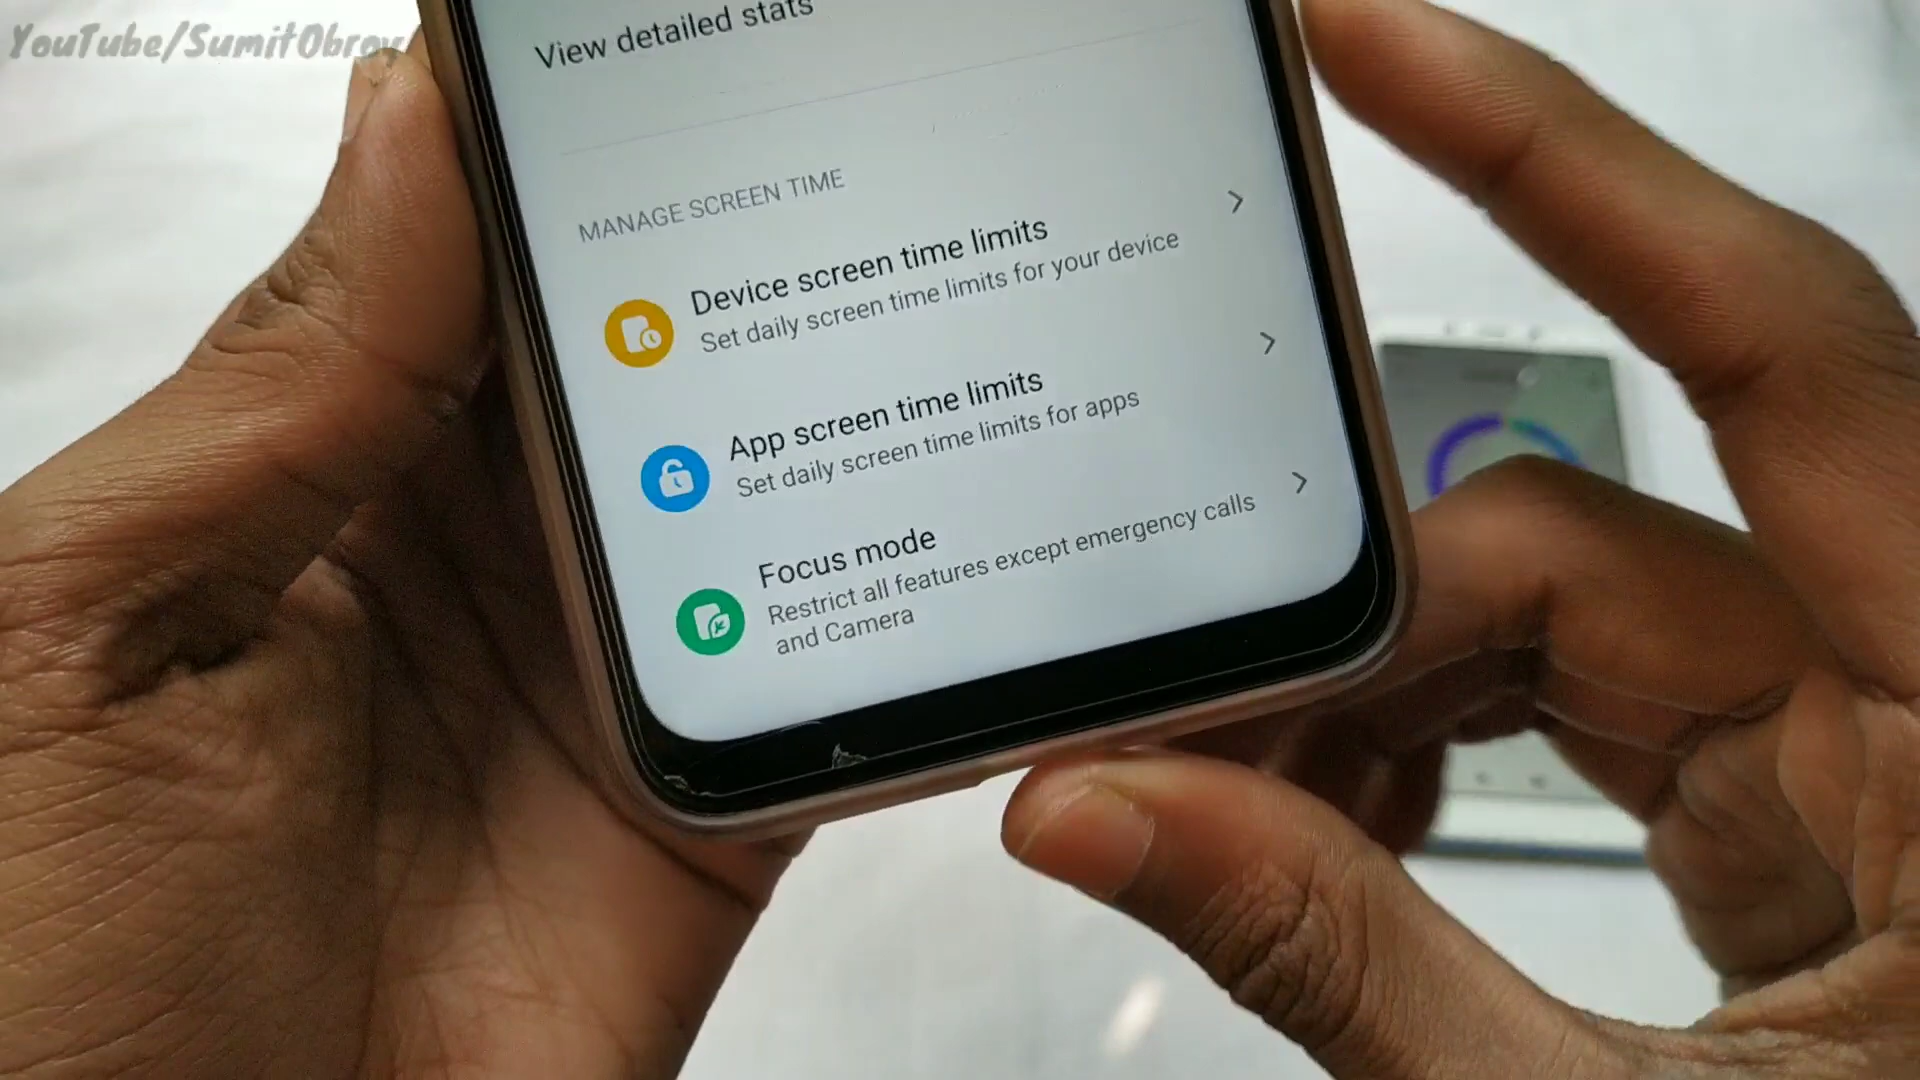 YouTube/SumitObroy
View detailed stats
MANAGE SCREEN TIME
Device screen time limits
Set daily screen time limits for your device
App screen time limits
Set daily screen time limits for apps
Focus mode
Restrict all features except emergency calls
and Camera